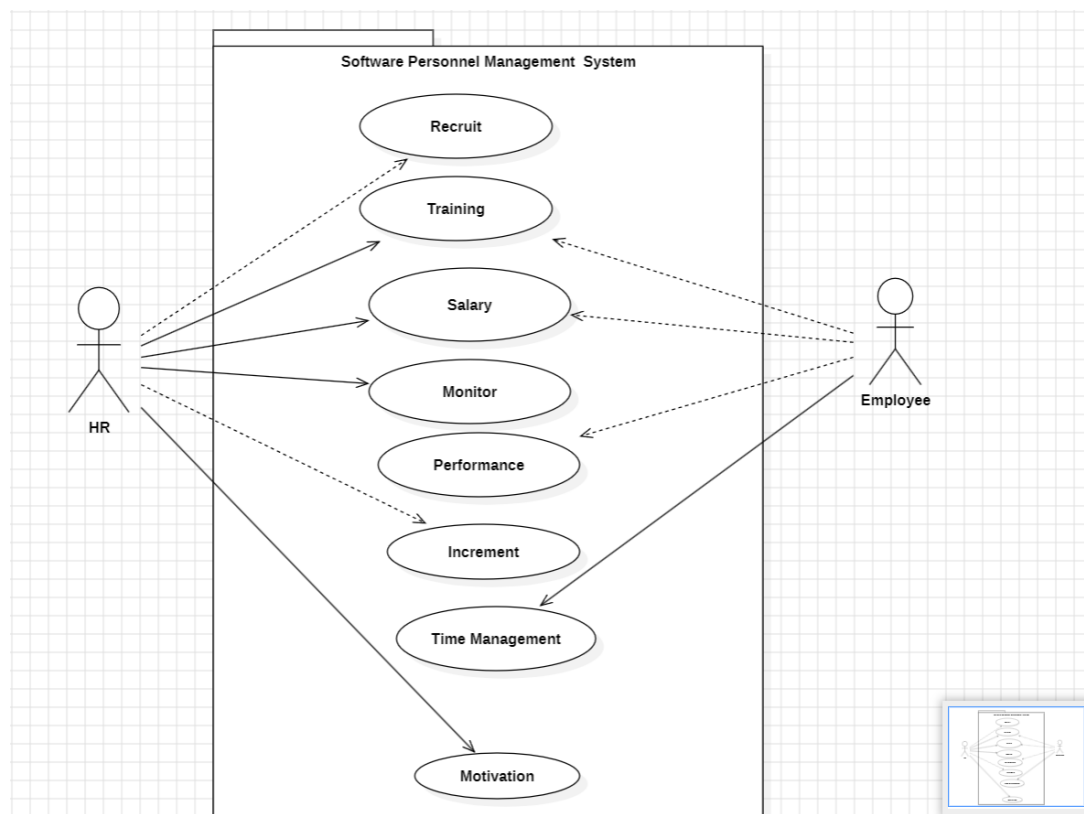 Software Personnel Management  System
Recruit
Training
Salary
Monitor
HR
Employee
Performance
Increment
Time Management
Motivation